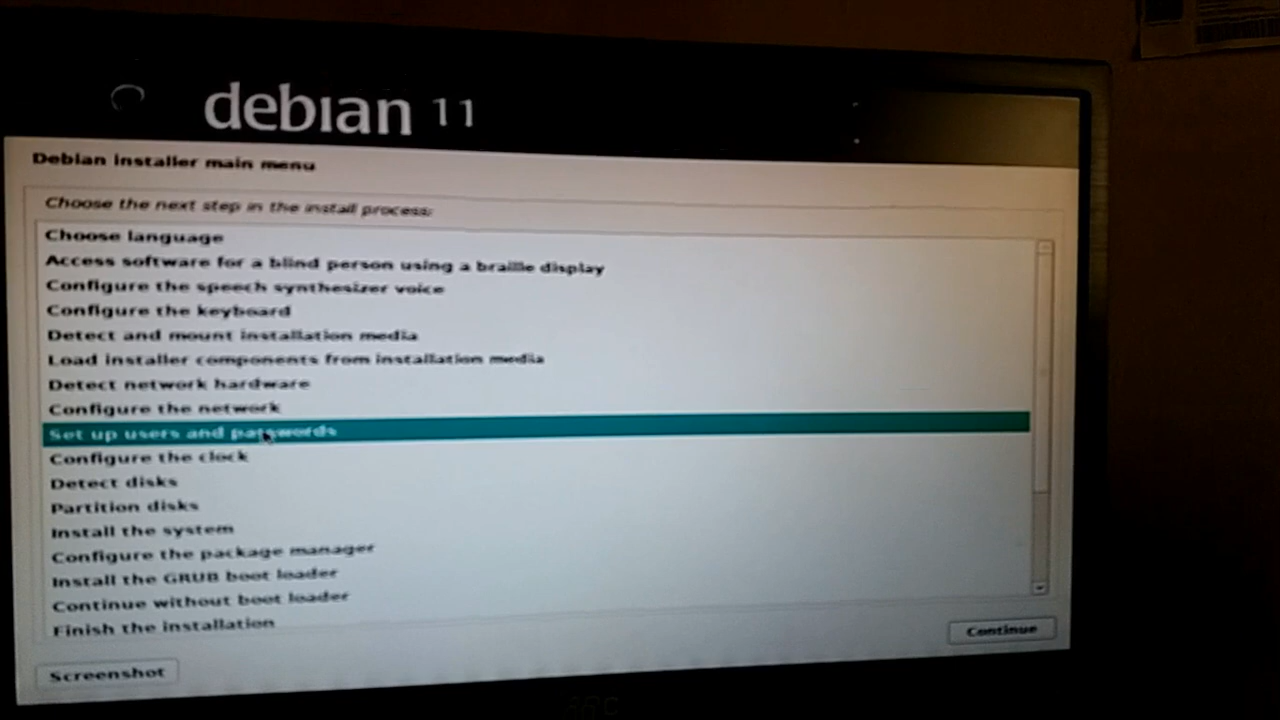 debian 11
Debian installer main menu
Choose the next step in the install process:
Choose language
Access software for a blind person using a braille display
Configure the speech synthesizer voice
Configure the keyboard
Detect and mount installation media
Load installer components from installation media
Detect network hardware
Configure the network
Set up users and passwords
Configure the clock
Detect disks
Partition disks
Install the system
Configure the package manager
Install the GRUB boot loader
Continue without boot loader
Finish the installation
Continue
Screenshot